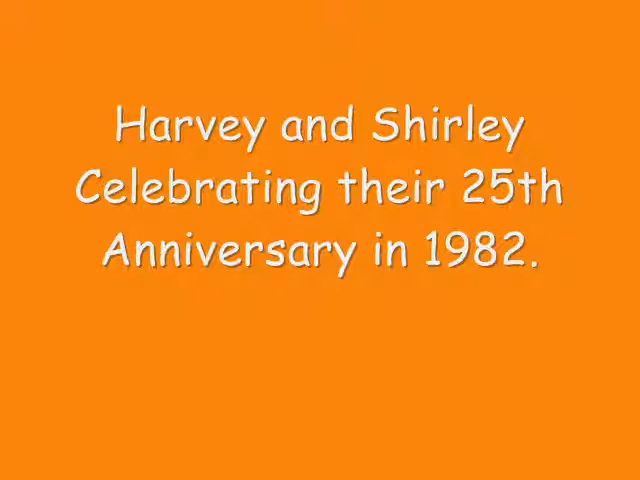 Harvey and Shirley
Celebrating their 25th
Anniversary in 1982.